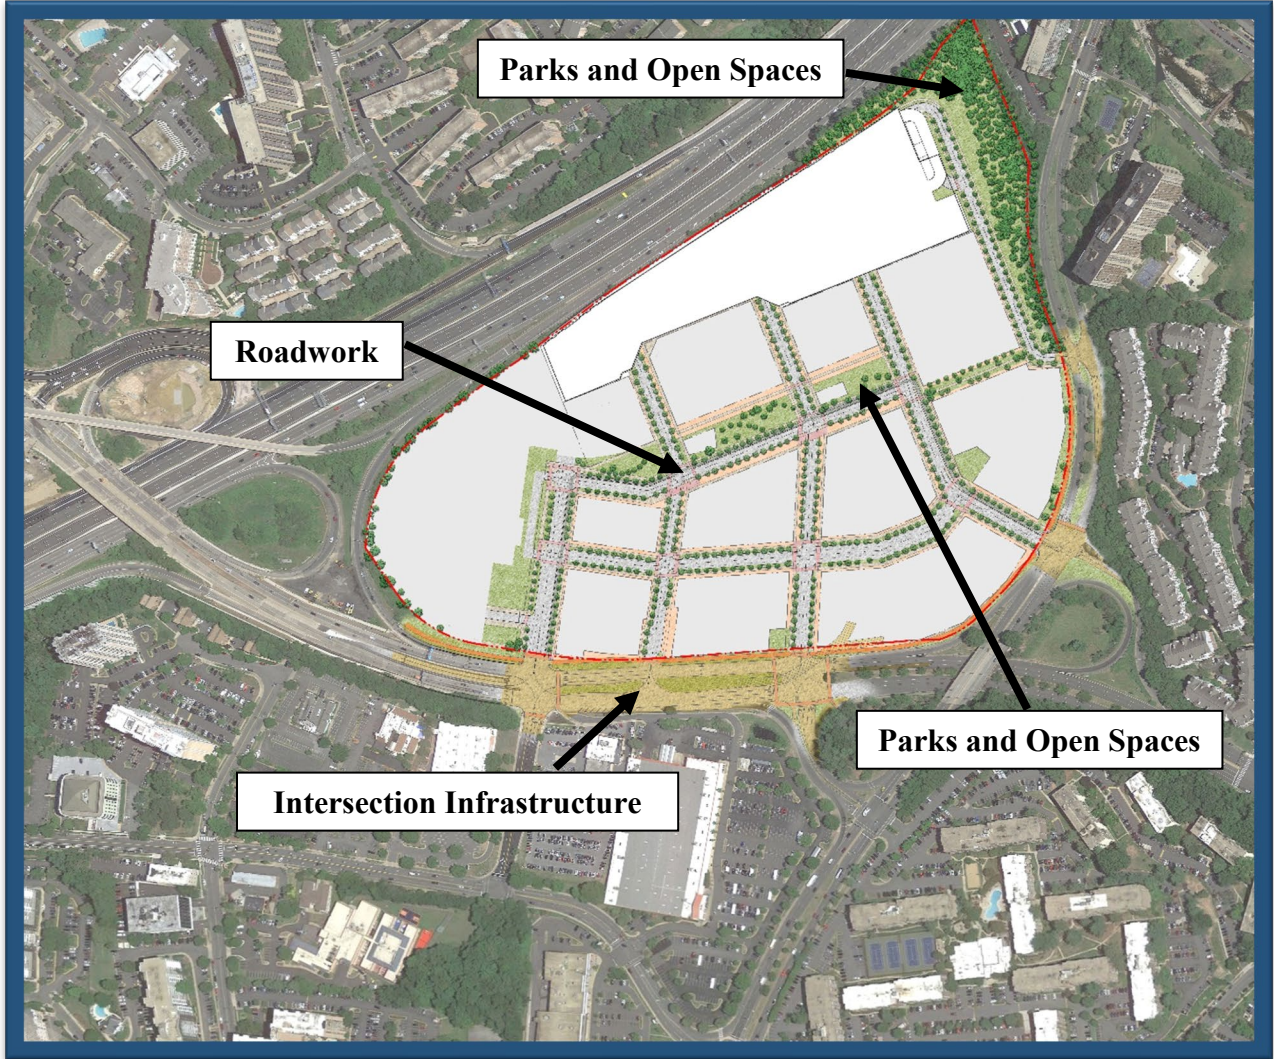 Parks and Open Spaces
Roadwork
Parks and Open Spaces
Intersection Infrastructure